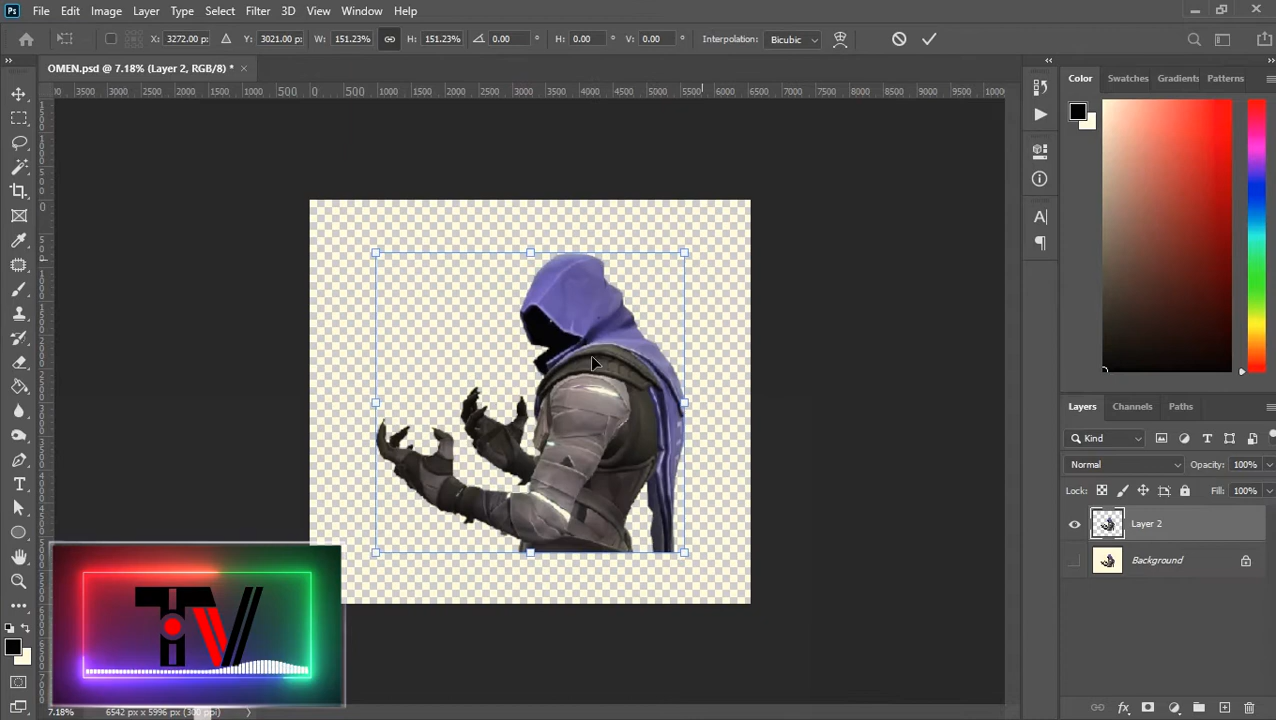 Ps File Edit Image Layer Type Select Filter 3D View Window Help
X: 3272.00 p: Y: 3021.00 p: W: 151.23% H: 151.23% 0.00 ° H: 0.00 ° V: 0.00 ° Interpolation: Bicubic
OMEN.psd @ 7.18% (Layer 2, RGB/8) * ×
3500 3000 2500 2000 1500 1000 500 0 500 1000 1500 2000 2500 3000 3500 4000 4500 5000 5500 6000 6500 7000 7500 8000 8500 9000 9500 10000
Color Swatches Gradients Patterns
Layers Channels Paths
Kind
Normal Opacity: 100%
Lock: Fill: 100%
Layer 2
Background
TV
7.18% 6542 px x 5996 px (300 ppi)